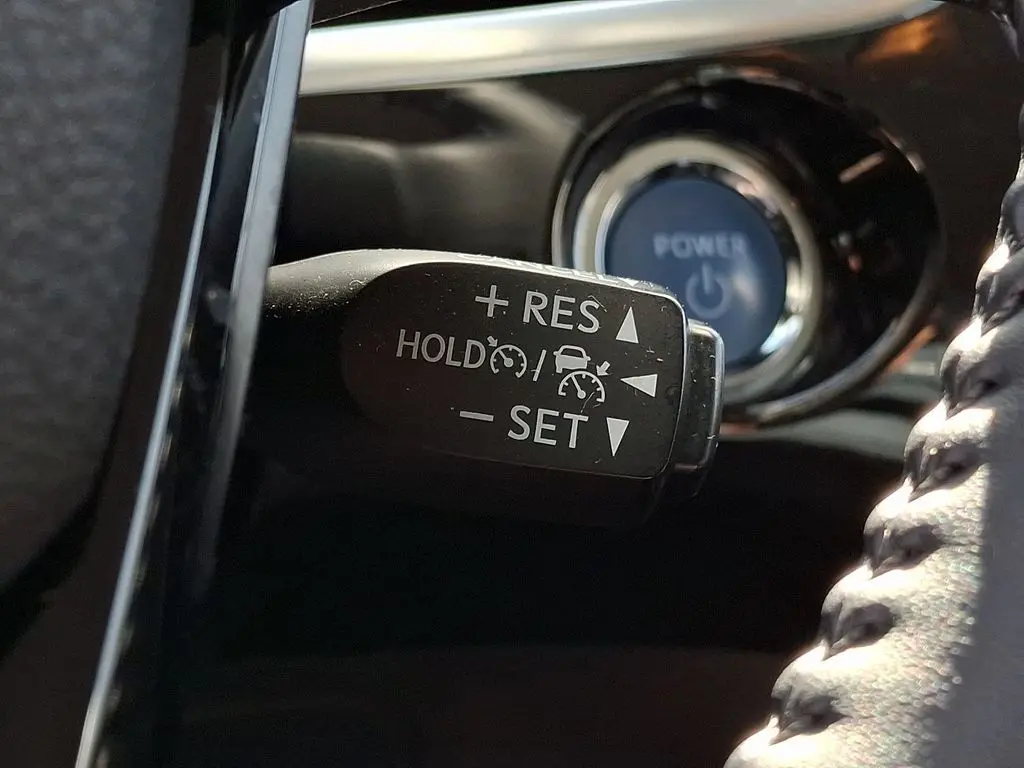 POWER
+ RES
HOLD /
− SET